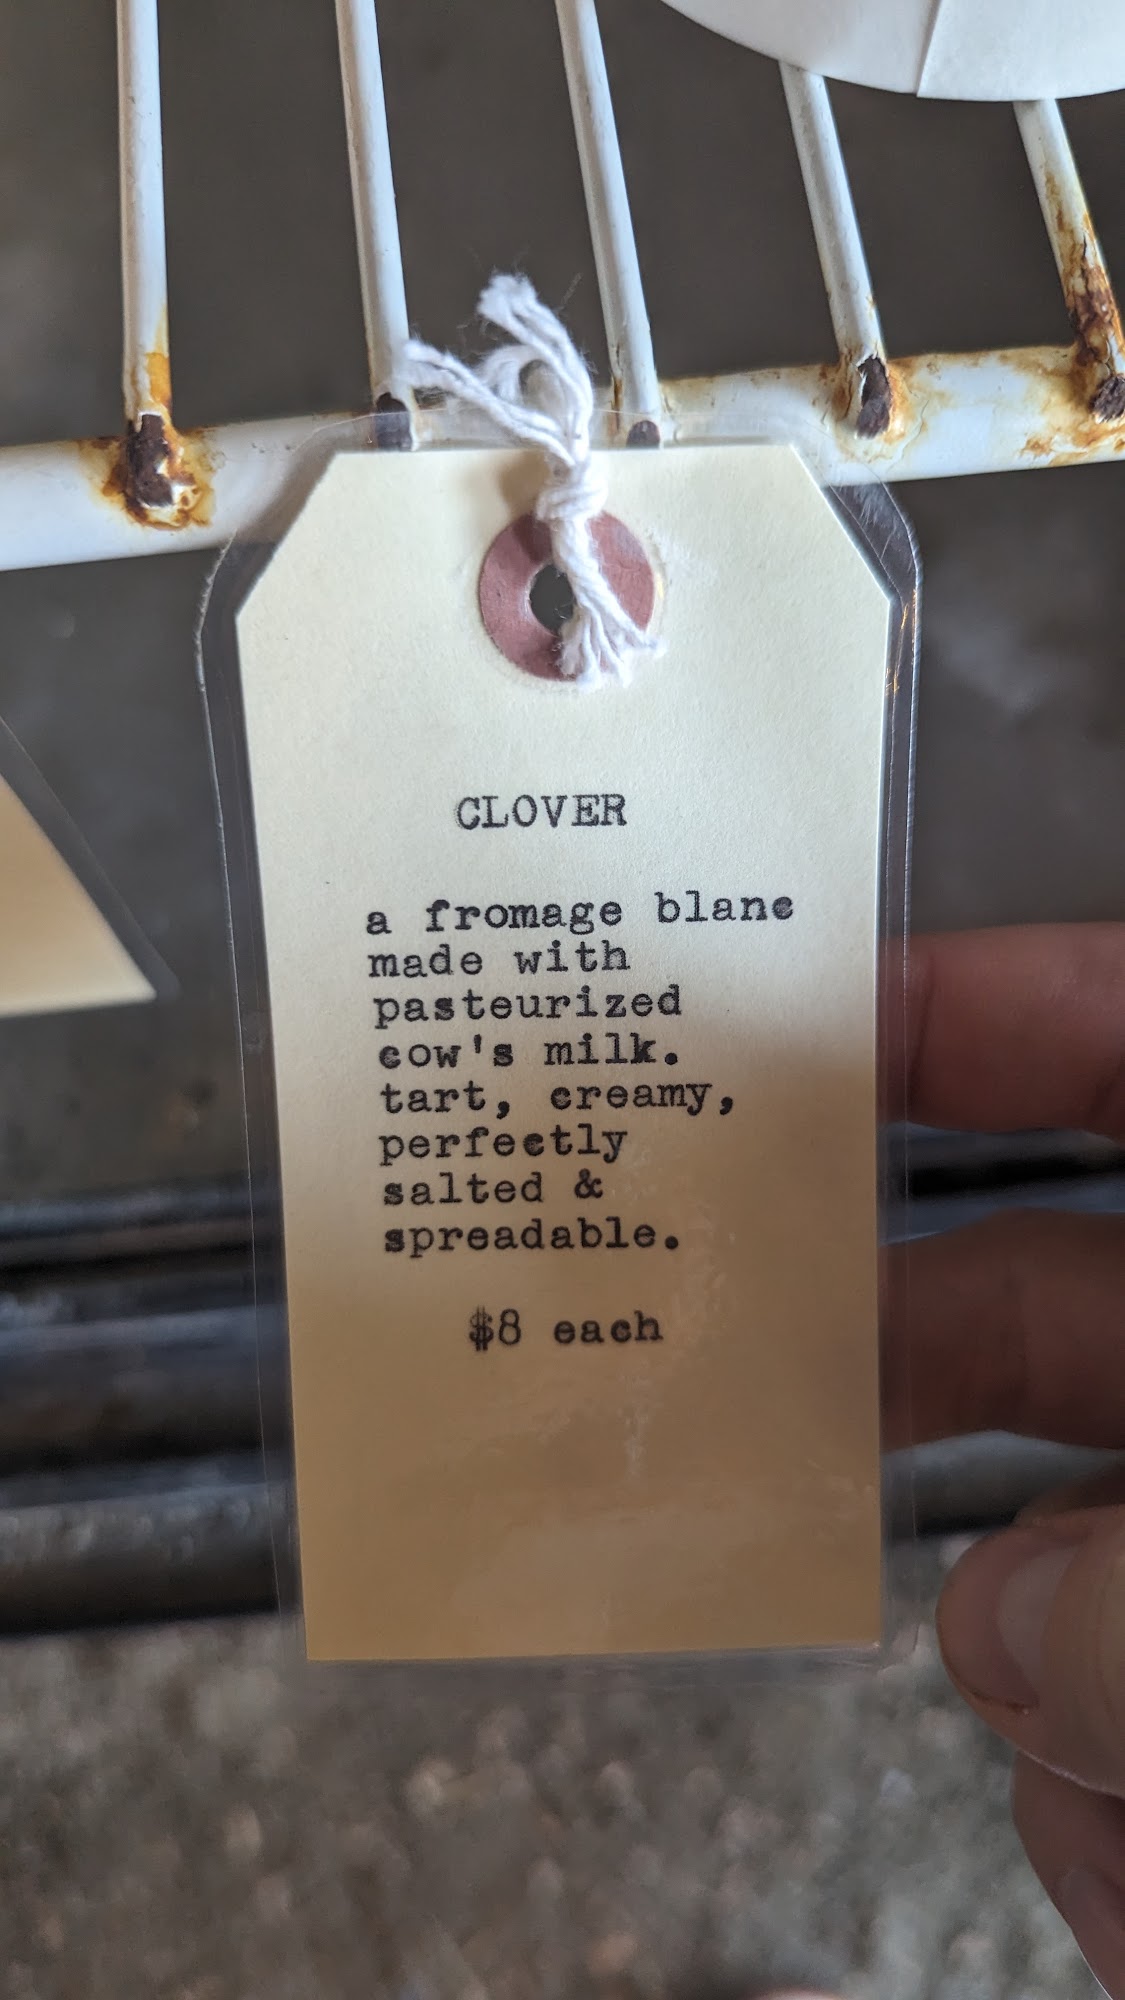 CLOVER
a fromage blanc
made with
pasteurized
cow's milk.
tart, creamy,
perfectly
salted &
spreadable.
$8 each